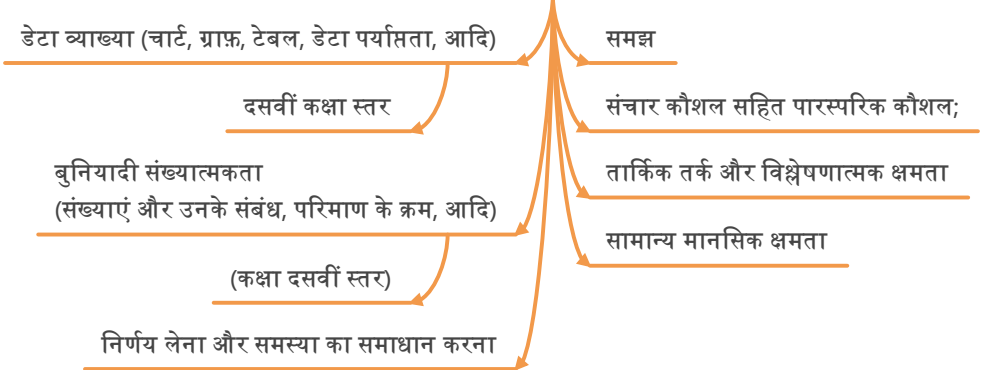 डेटा व्याख्या (चार्ट, ग्राफ़, टेबल, डेटा पर्याप्तता, आदि)
दसवीं कक्षा स्तर
बुनियादी संख्यात्मकता
(संख्याएं और उनके संबंध, परिमाण के क्रम, आदि)
(कक्षा दसवीं स्तर)
निर्णय लेना और समस्या का समाधान करना
समझ
संचार कौशल सहित पारस्परिक कौशल;
तार्किक तर्क और विश्लेषणात्मक क्षमता
सामान्य मानसिक क्षमता